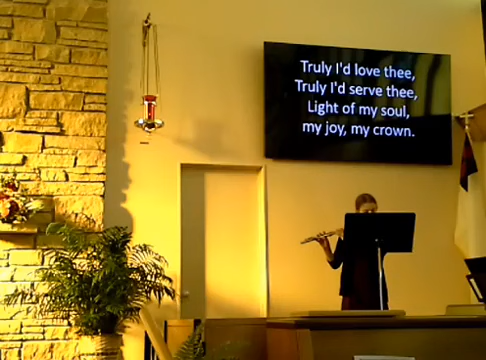 Truly I'd love thee,
Truly I'd serve thee,
Light of my soul,
my joy, my crown.